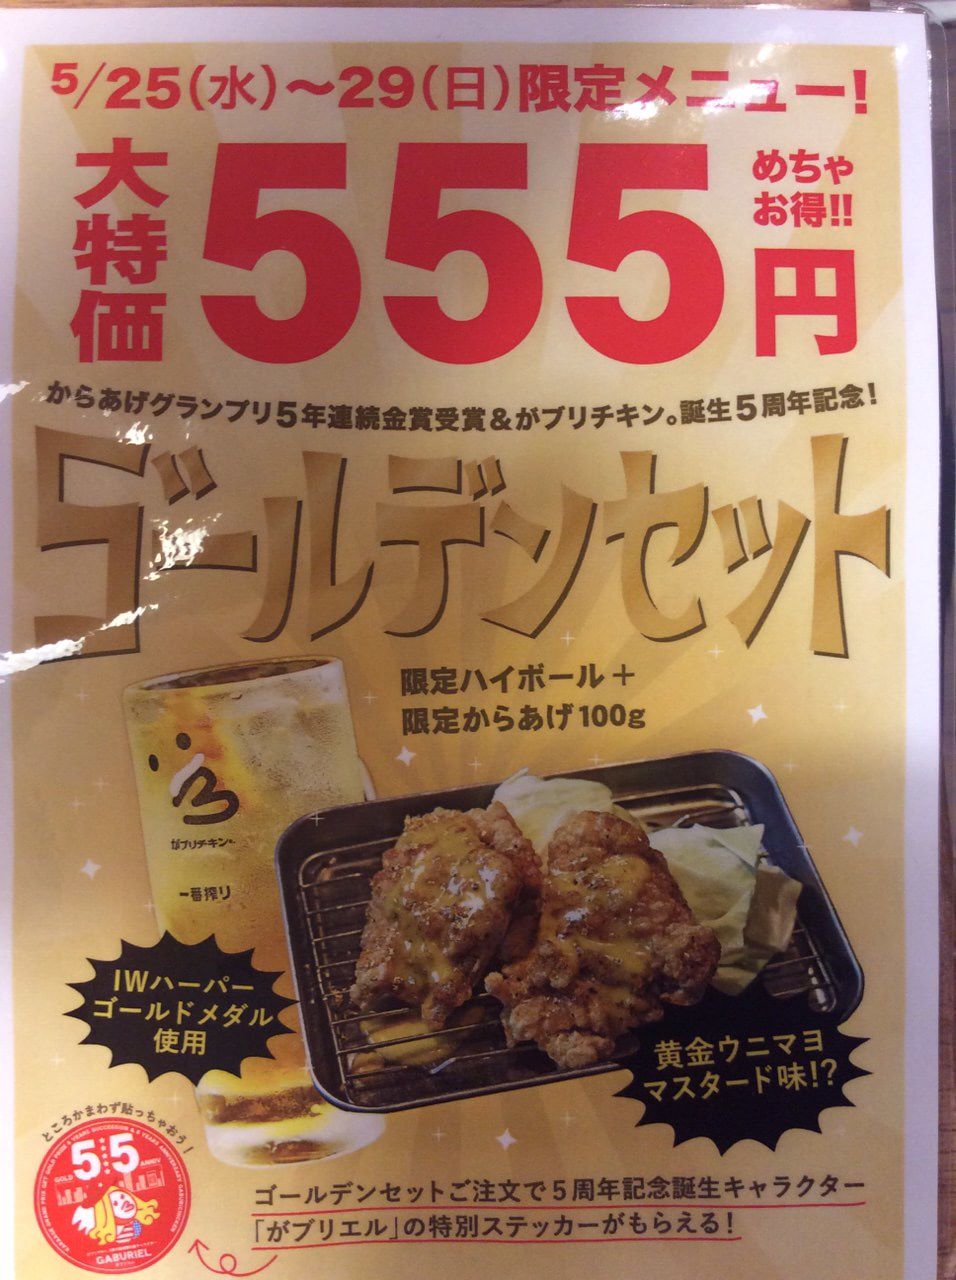 5/25(水)〜29(日)限定メニュー!
大特価
555円
めちゃ
お得!!
からあげグランプリ5年連続金賞受賞&がブリチキン。誕生5周年記念!
ゴールデンセット
限定ハイボール+
限定からあげ100g
がブリチキン。
一番搾り
IWハーパー
ゴールドメダル
使用
黄金ウニマヨ
マスタード味!?
ところかまわず貼っちゃおう!
5:5
GOLD
ANNIV
GABURIEL
ゴールデンセットご注文で5周年記念誕生キャラクター
「がブリエル」の特別ステッカーがもらえる!